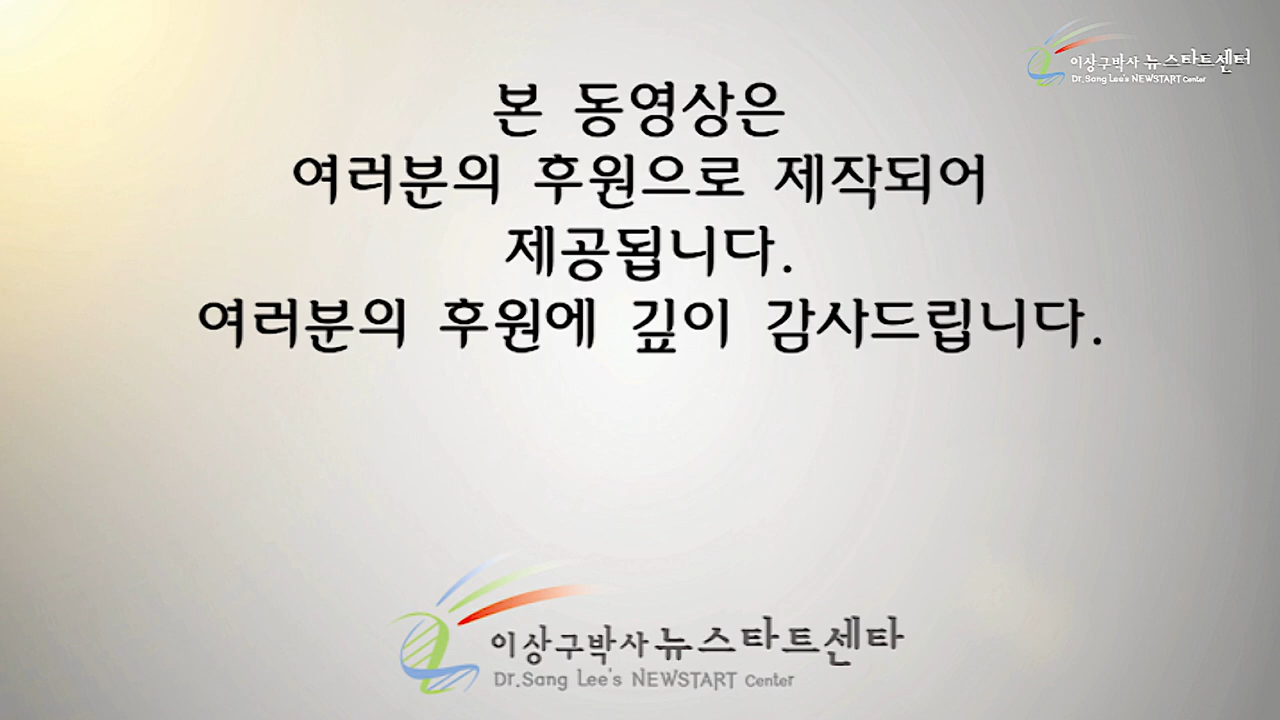 이상구박사 뉴스타트센터
Dr.Sang Lee's NEWSTART Center
본 동영상은
여러분의 후원으로 제작되어
제공됩니다.
여러분의 후원에 깊이 감사드립니다.
이상구박사 뉴스타트센타
Dr.Sang Lee's NEWSTART Center